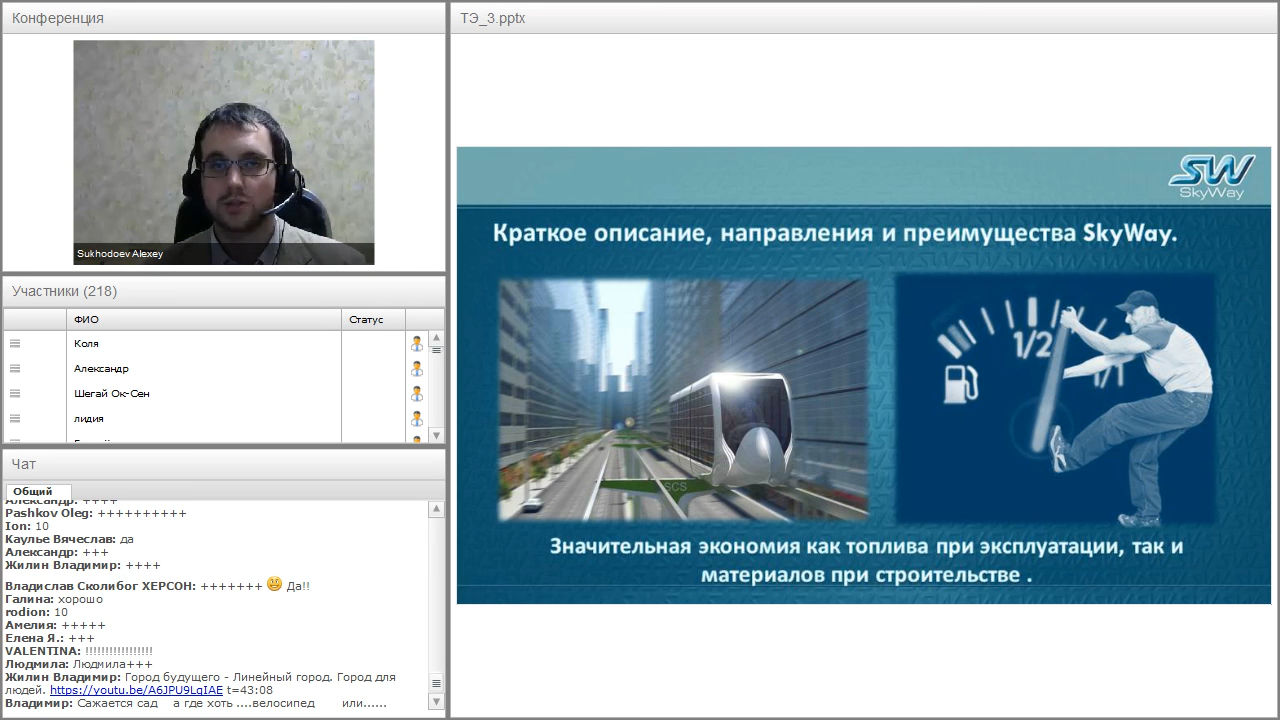 Конференция
Sukhodoev Alexey
Участники (218)
ФИО
Статус
Коля
Александр
Шегай Ок-Сен
лидия
Чат
Общий
Александр: ++++
Pashkov Oleg: ++++++++++
Ion: 10
Каулье Вячеслав: да
Александр: +++
Жилин Владимир: ++++
Владислав Сколибог ХЕРСОН: +++++++ Да!!
Галина: хорошо
rodion: 10
Амелия: +++++
Елена Я.: +++
VALENTINA: !!!!!!!!!!!!!!!!!
Людмила: Людмила+++
Жилин Владимир: Город будущего - Линейный город. Город для
людей. https://youtu.be/A6JPU9LqIAE t=43:08
Владимир: Сажается сад где хоть ....велосипед или......
ТЭ_3.pptx
SW
SkyWay
Краткое описание, направления и преимущества SkyWay.
SCS
1/2
1/1
Значительная экономия как топлива при эксплуатации, так и
материалов при строительстве .